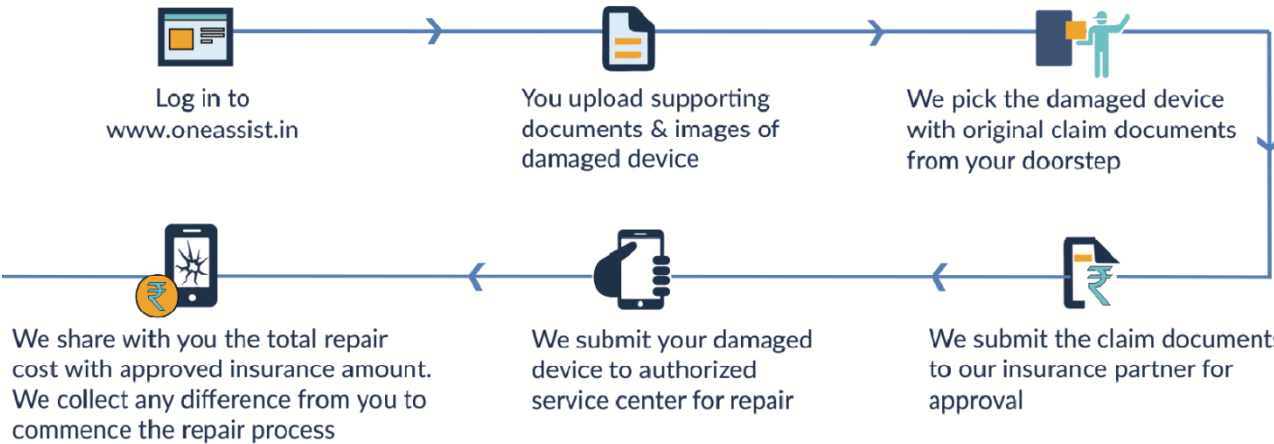 Log in to
www.oneassist.in
You upload supporting
documents & images of
damaged device
We pick the damaged device
with original claim documents
from your doorstep
₹
We submit the claim documents
to our insurance partner for
approval
We submit your damaged
device to authorized
service center for repair
₹
We share with you the total repair
cost with approved insurance amount.
We collect any difference from you to
commence the repair process